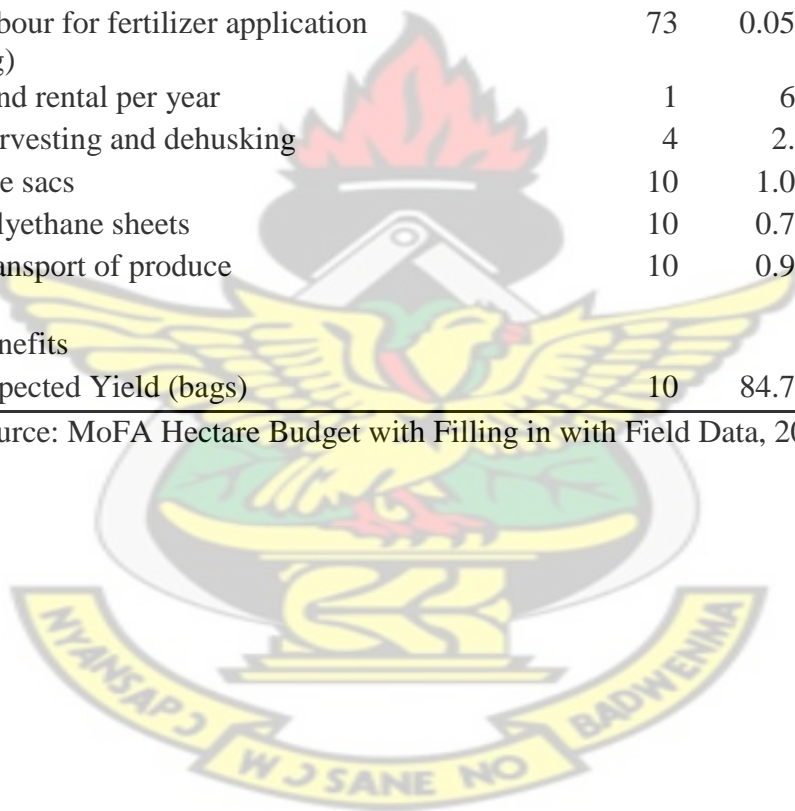 bour for fertilizer application 73 0.05
g)
nd rental per year 1 6
rvesting and dehusking 4 2.
e sacs 10 1.0
lyethane sheets 10 0.7
ansport of produce 10 0.9
nefits
pected Yield (bags) 10 84.7
urce: MoFA Hectare Budget with Filling in with Field Data, 20
NYANSAPƆ
WƆSANE NO
BADWENMA